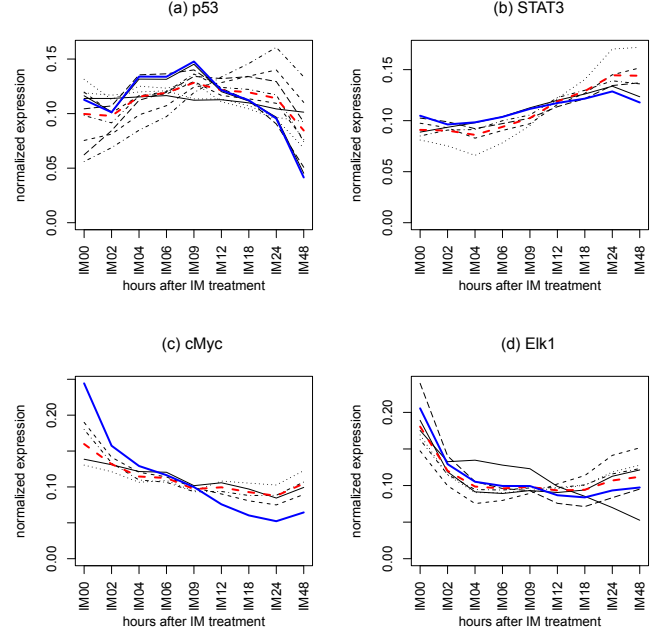 (a) p53
(b) STAT3
normalized expression
0.15
0.10
0.05
0.00
IM00
IM02
IM04
IM06
IM09
IM12
IM18
IM24
IM48
hours after IM treatment
normalized expression
0.15
0.10
0.05
0.00
IM00
IM02
IM04
IM06
IM09
IM12
IM18
IM24
IM48
hours after IM treatment
(c) cMyc
(d) Elk1
normalized expression
0.20
0.10
0.00
IM00
IM02
IM04
IM06
IM09
IM12
IM18
IM24
IM48
hours after IM treatment
normalized expression
0.20
0.10
0.00
IM00
IM02
IM04
IM06
IM09
IM12
IM18
IM24
IM48
hours after IM treatment